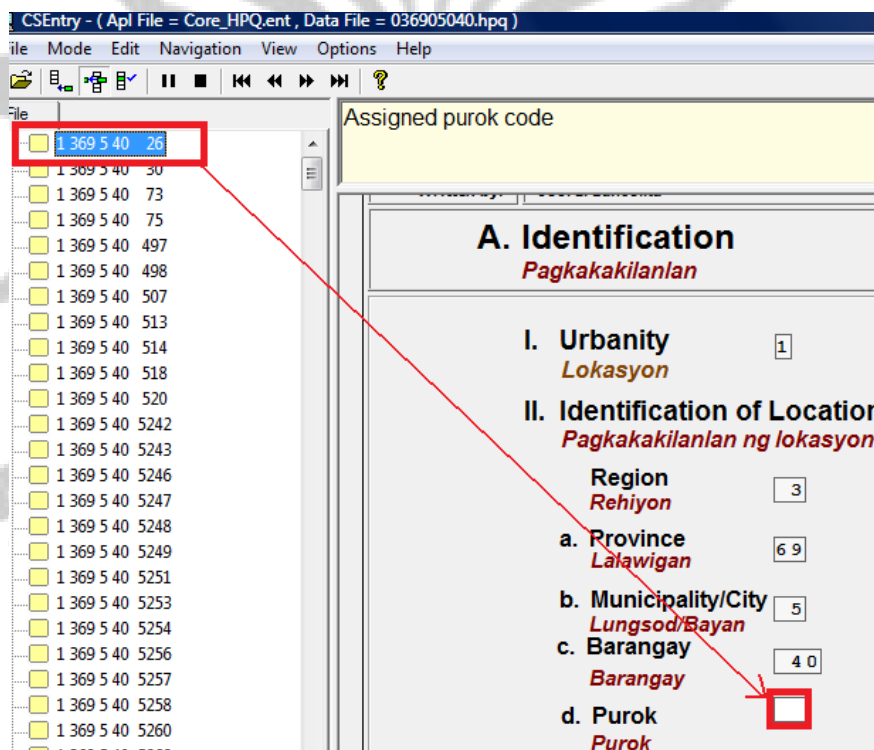 CSEntry - ( Apl File = Core_HPQ.ent , Data File = 036905040.hpq )
File Mode Edit Navigation View Options Help
File
Assigned purok code
1 369 5 40 26
1 369 5 40 30
1 369 5 40 73
1 369 5 40 75
1 369 5 40 497
1 369 5 40 498
1 369 5 40 507
1 369 5 40 513
1 369 5 40 514
1 369 5 40 518
1 369 5 40 520
1 369 5 40 5242
1 369 5 40 5243
1 369 5 40 5246
1 369 5 40 5247
1 369 5 40 5248
1 369 5 40 5249
1 369 5 40 5251
1 369 5 40 5253
1 369 5 40 5254
1 369 5 40 5256
1 369 5 40 5257
1 369 5 40 5258
1 369 5 40 5260
A. Identification
Pagkakakilanlan
I. Urbanity 1
Lokasyon
II. Identification of Location
Pagkakakilanlan ng lokasyon
Region 3
Rehiyon
a. Province 6 9
Lalawigan
b. Municipality/City 5
Lungsod/Bayan
c. Barangay 4 0
Barangay
d. Purok
Purok